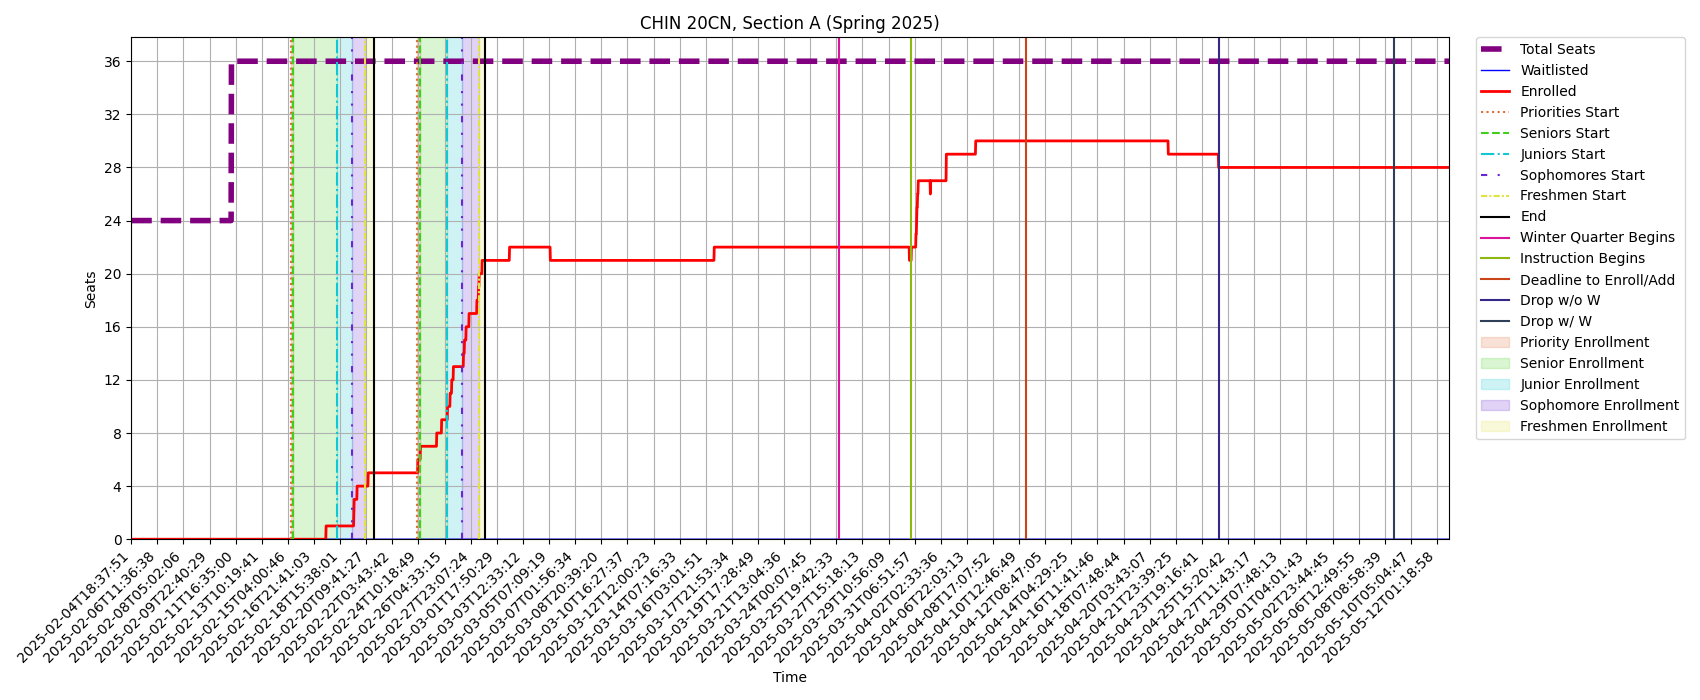 CHIN 20CN, Section A (Spring 2025)
Seats
36
32
28
24
20
16
12
8
4
0
2025-02-04T18:37:51
2025-02-06T11:36:38
2025-02-08T05:02:06
2025-02-09T22:40:29
2025-02-11T16:35:00
2025-02-13T10:19:41
2025-02-15T04:00:46
2025-02-16T21:41:03
2025-02-18T15:38:01
2025-02-20T09:41:27
2025-02-22T03:43:42
2025-02-24T10:18:49
2025-02-26T04:33:15
2025-02-27T23:07:24
2025-03-01T17:50:29
2025-03-03T12:33:12
2025-03-05T07:09:19
2025-03-07T01:56:34
2025-03-08T20:39:20
2025-03-10T16:27:37
2025-03-12T12:00:23
2025-03-14T07:16:33
2025-03-16T03:01:51
2025-03-17T21:53:34
2025-03-19T17:28:49
2025-03-21T13:04:36
2025-03-24T00:07:45
2025-03-25T19:42:33
2025-03-27T15:18:13
2025-03-29T10:56:09
2025-03-31T06:51:57
2025-04-02T02:33:36
2025-04-06T22:03:13
2025-04-08T17:07:52
2025-04-10T12:46:49
2025-04-12T08:47:05
2025-04-14T04:29:25
2025-04-16T11:41:46
2025-04-18T07:48:44
2025-04-20T03:43:07
2025-04-21T23:39:25
2025-04-23T19:16:41
2025-04-25T15:20:42
2025-04-27T11:43:17
2025-04-29T07:48:13
2025-05-01T04:01:43
2025-05-02T23:44:45
2025-05-06T12:49:55
2025-05-08T08:58:39
2025-05-10T05:04:47
2025-05-12T01:18:58
Time
Total Seats
Waitlisted
Enrolled
Priorities Start
Seniors Start
Juniors Start
Sophomores Start
Freshmen Start
End
Winter Quarter Begins
Instruction Begins
Deadline to Enroll/Add
Drop w/o W
Drop w/ W
Priority Enrollment
Senior Enrollment
Junior Enrollment
Sophomore Enrollment
Freshmen Enrollment